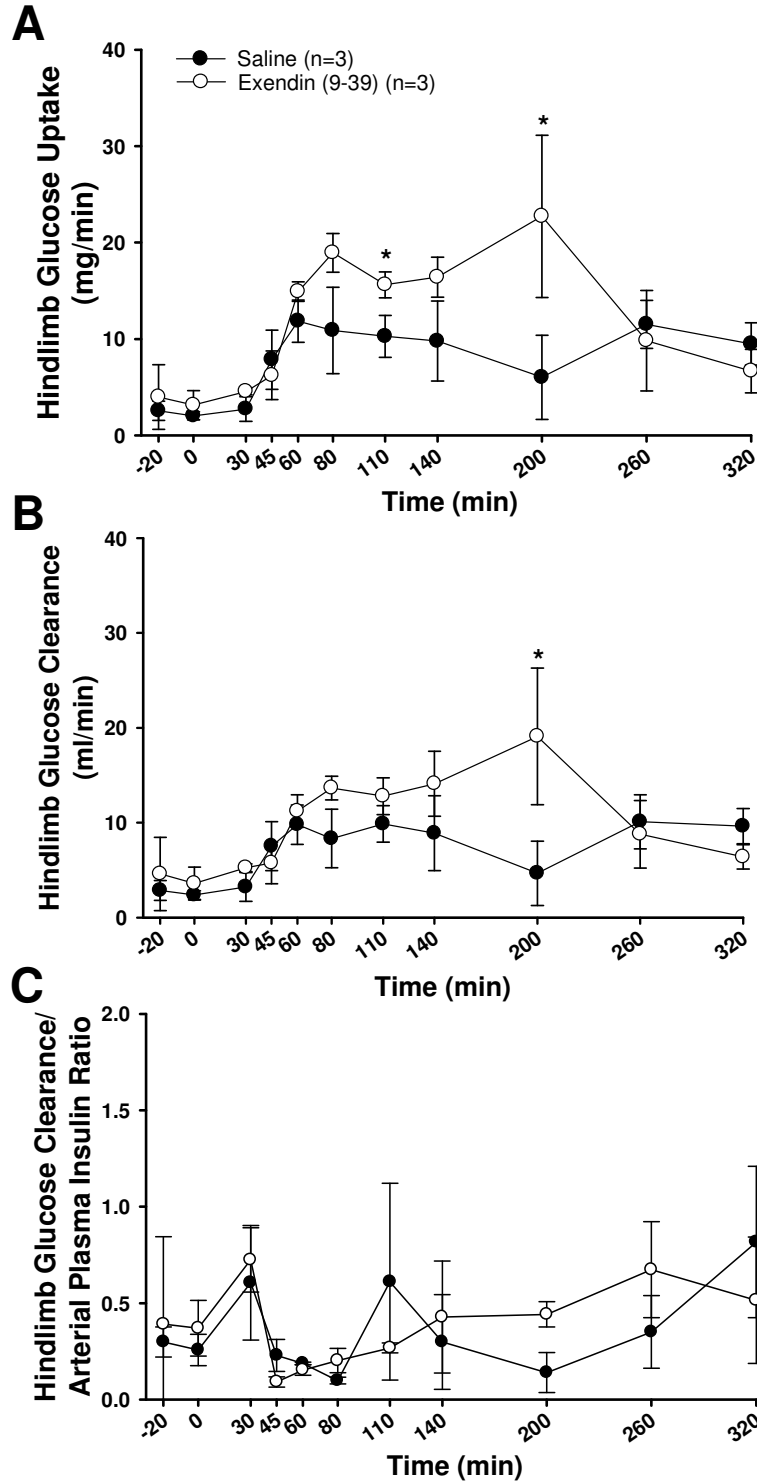 A
Hindlimb Glucose Uptake
(mg/min)
40
30
20
10
0
Saline (n=3)
Exendin (9-39) (n=3)
*
*
-20 0 30 45 60 80 110 140 200 260 320
Time (min)
B
Hindlimb Glucose Clearance
(ml/min)
40
30
20
10
0
*
-20 0 30 45 60 80 110 140 200 260 320
Time (min)
C
Hindlimb Glucose Clearance/
Arterial Plasma Insulin Ratio
2.0
1.5
1.0
0.5
0.0
-20 0 30 45 60 80 110 140 200 260 320
Time (min)